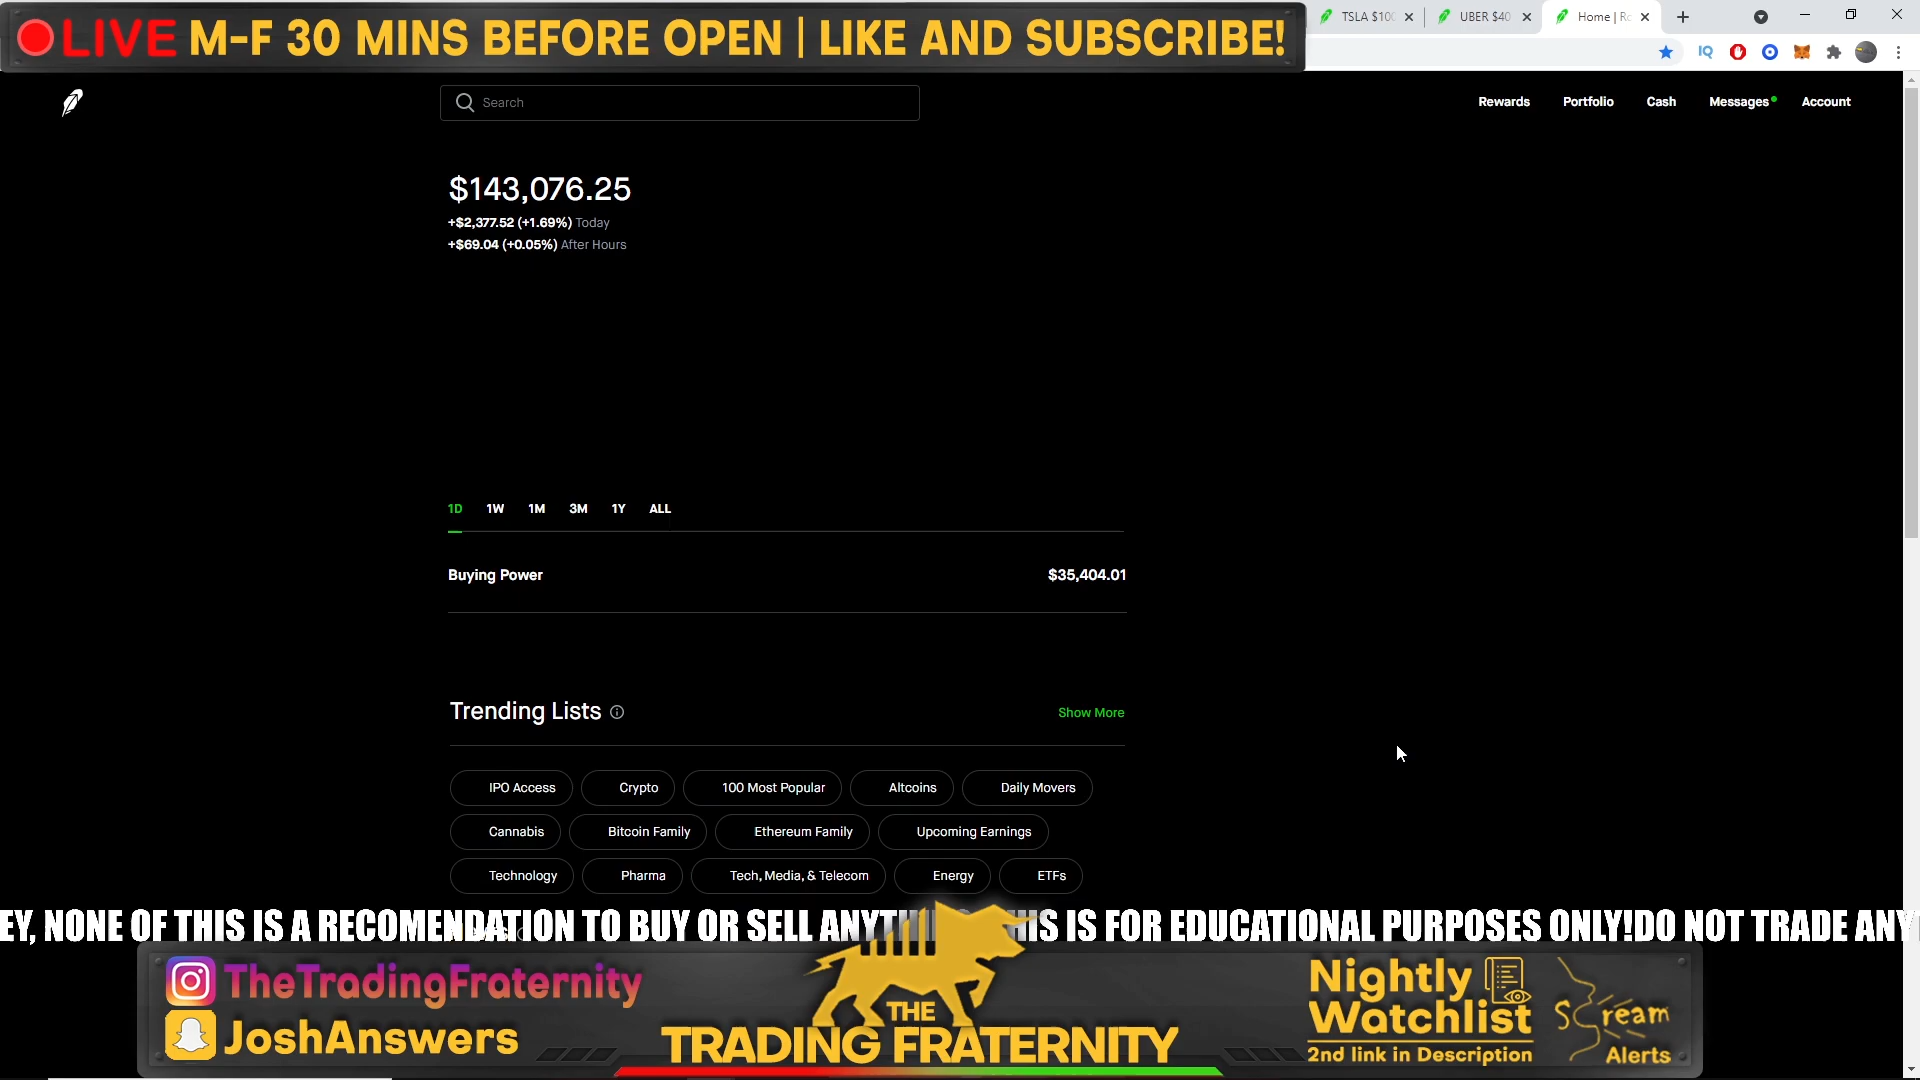 LIVE M-F 30 MINS BEFORE OPEN | LIKE AND SUBSCRIBE!
TSLA $100
UBER $40
Home | Ro
IQ
Search
Rewards
Portfolio
Cash
Messages
Account
$143,076.25
+$2,377.52 (+1.69%) Today
+$69.04 (+0.05%) After Hours
1D 1W 1M 3M 1Y ALL
Buying Power $35,404.01
Trending Lists Show More
IPO Access Crypto 100 Most Popular Altcoins Daily Movers
Cannabis Bitcoin Family Ethereum Family Upcoming Earnings
Technology Pharma Tech, Media, & Telecom Energy ETFs
EY, NONE OF THIS IS A RECOMENDATION TO BUY OR SELL IS FOR EDUCATIONAL PURPOSES ONLY!DO NOT TRADE ANY
TheTradingFraternity
JoshAnswers
THE
TRADING FRATERNITY
Nightly
Watchlist
2nd link in Description
Scream
Alerts